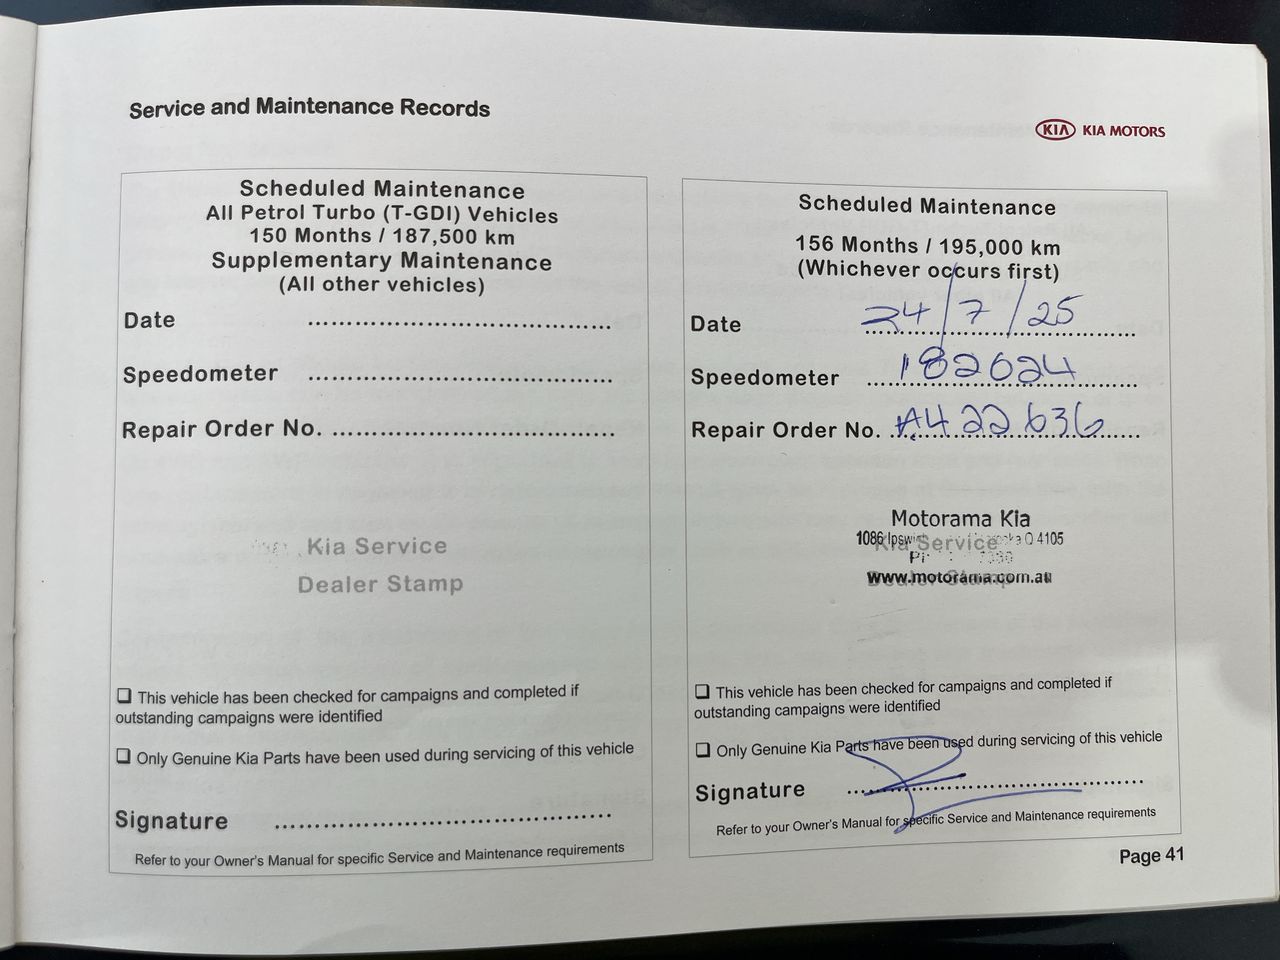 Service and Maintenance Records
KIA KIA MOTORS
Scheduled Maintenance
All Petrol Turbo (T-GDI) Vehicles
150 Months / 187,500 km
Supplementary Maintenance
(All other vehicles)
Date
Speedometer
Repair Order No.
Kia Service
Dealer Stamp
❏ This vehicle has been checked for campaigns and completed if
outstanding campaigns were identified
❏ Only Genuine Kia Parts have been used during servicing of this vehicle
Signature
Refer to your Owner's Manual for specific Service and Maintenance requirements
Scheduled Maintenance
156 Months / 195,000 km
(Whichever occurs first)
Date 24/7/25
Speedometer 182624
Repair Order No. A422636
Motorama Kia
1086 Q 4105
Kia Service
www.motorama.com.au
Dealer Stamp
❏ This vehicle has been checked for campaigns and completed if
outstanding campaigns were identified
❏ Only Genuine Kia Parts have been used during servicing of this vehicle
Signature
Refer to your Owner's Manual for specific Service and Maintenance requirements
Page 41